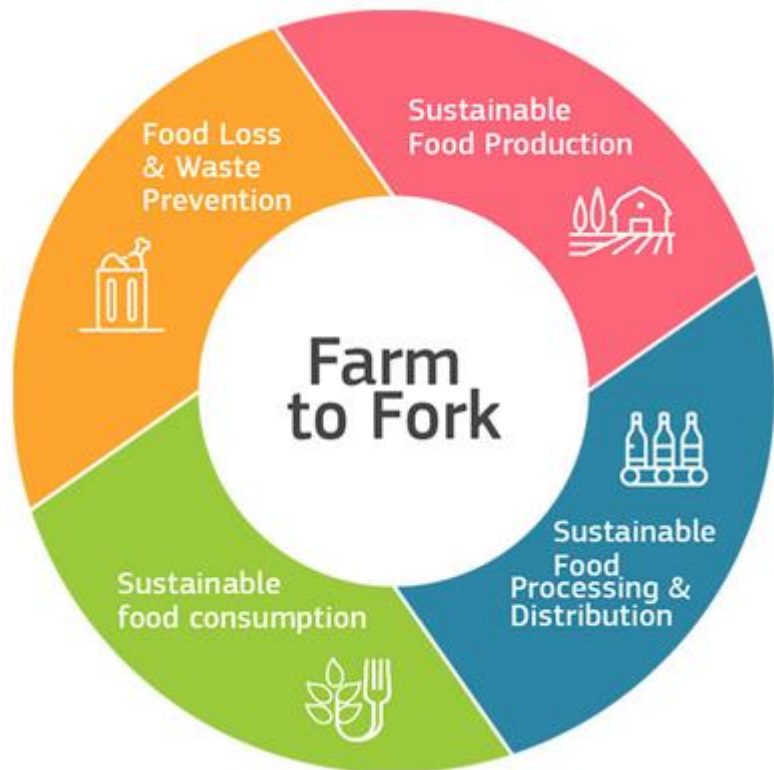 Farm
to Fork
Sustainable
Food Production
Sustainable
Food
Processing &
Distribution
Sustainable
food consumption
Food Loss
& Waste
Prevention